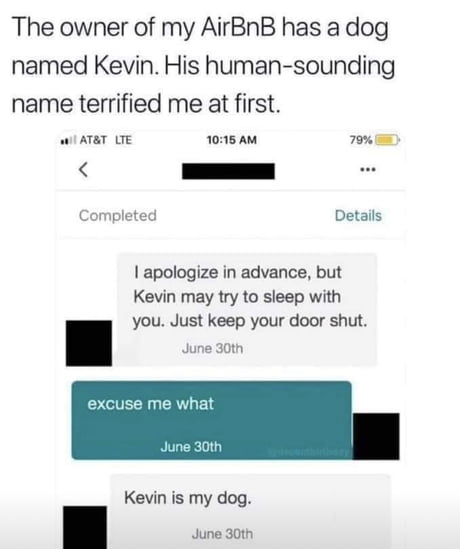 The owner of my AirBnB has a dog
named Kevin. His human-sounding
name terrified me at first.
AT&T LTE 10:15 AM 79%
Completed Details
I apologize in advance, but
Kevin may try to sleep with
you. Just keep your door shut.
June 30th
excuse me what
June 30th
Kevin is my dog.
June 30th